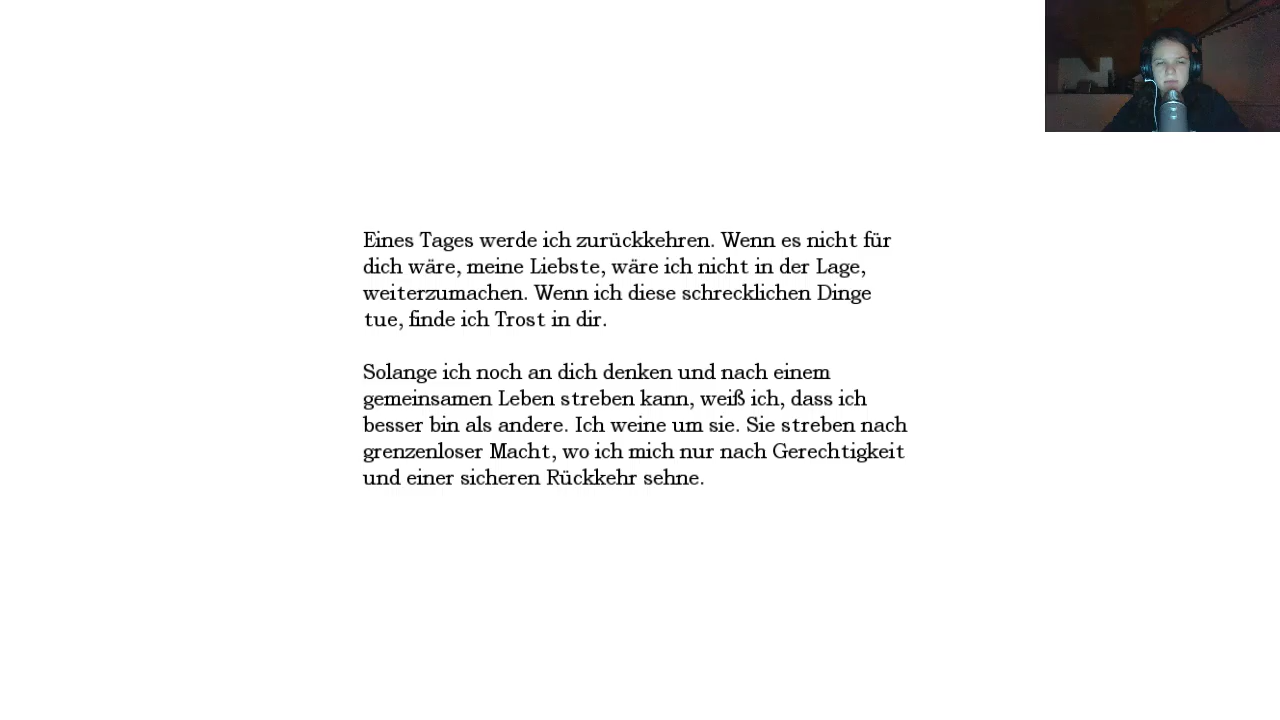 Eines Tages werde ich zurückkehren. Wenn es nicht für
dich wäre, meine Liebste, wäre ich nicht in der Lage,
weiterzumachen. Wenn ich diese schrecklichen Dinge
tue, finde ich Trost in dir.
Solange ich noch an dich denken und nach einem
gemeinsamen Leben streben kann, weiß ich, dass ich
besser bin als andere. Ich weine um sie. Sie streben nach
grenzenloser Macht, wo ich mich nur nach Gerechtigkeit
und einer sicheren Rückkehr sehne.